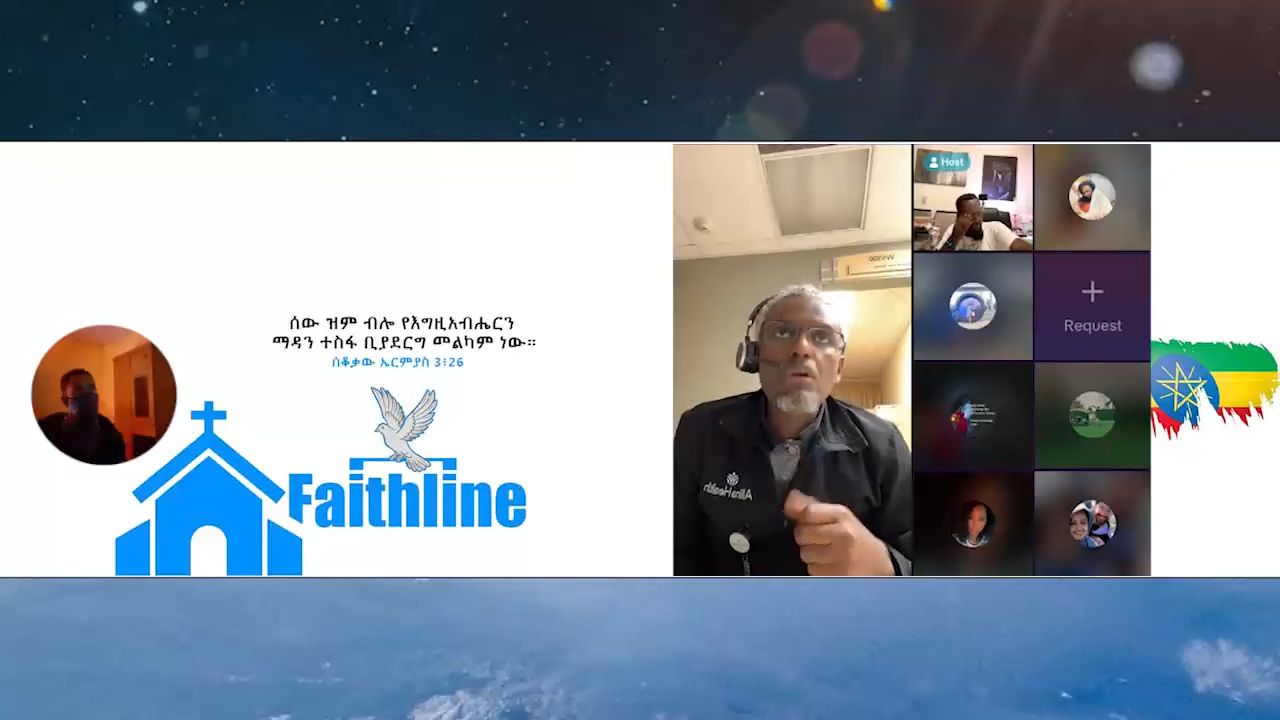 ሰው ዝም ብሎ የእግዚአብሔርን
ማዳን ተስፋ ቢያደርግ መልካም ነው።
ሰቆቃው ኤርምያስ 3፥26
Faithline
Host
Request